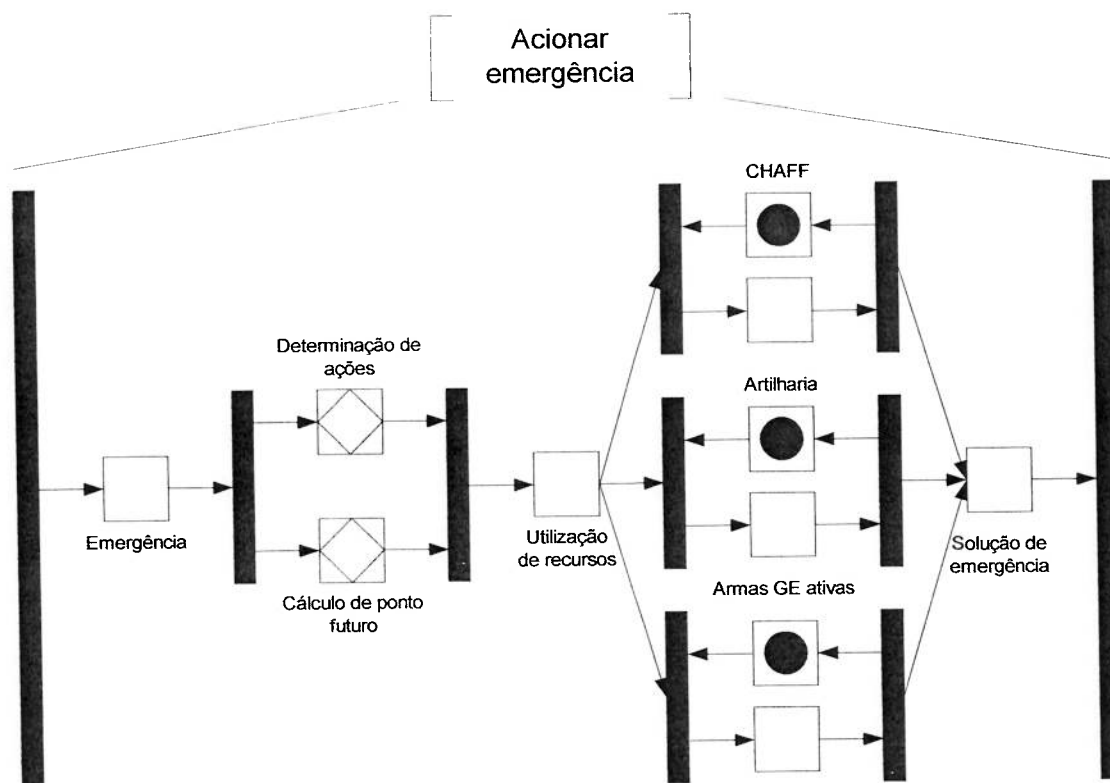 Acionar
emergência
CHAFF
Determinação de
ações
Artilharia
Emergência
Utilização
de recursos
Solução de
emergência
Cálculo de ponto
futuro
Armas GE ativas